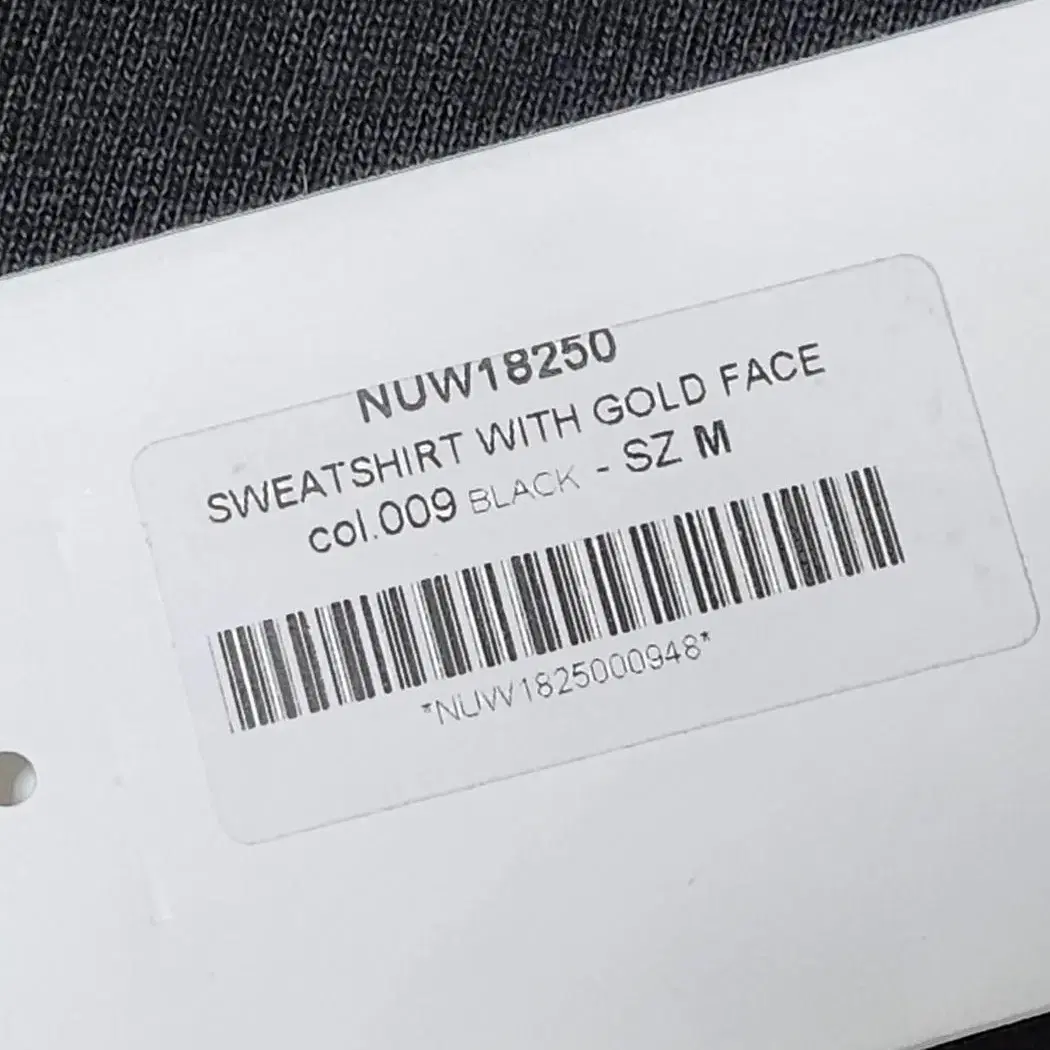 NUW18250
SWEATSHIRT WITH GOLD FACE
col.009 BLACK - SZ M
*NUW1825000948*